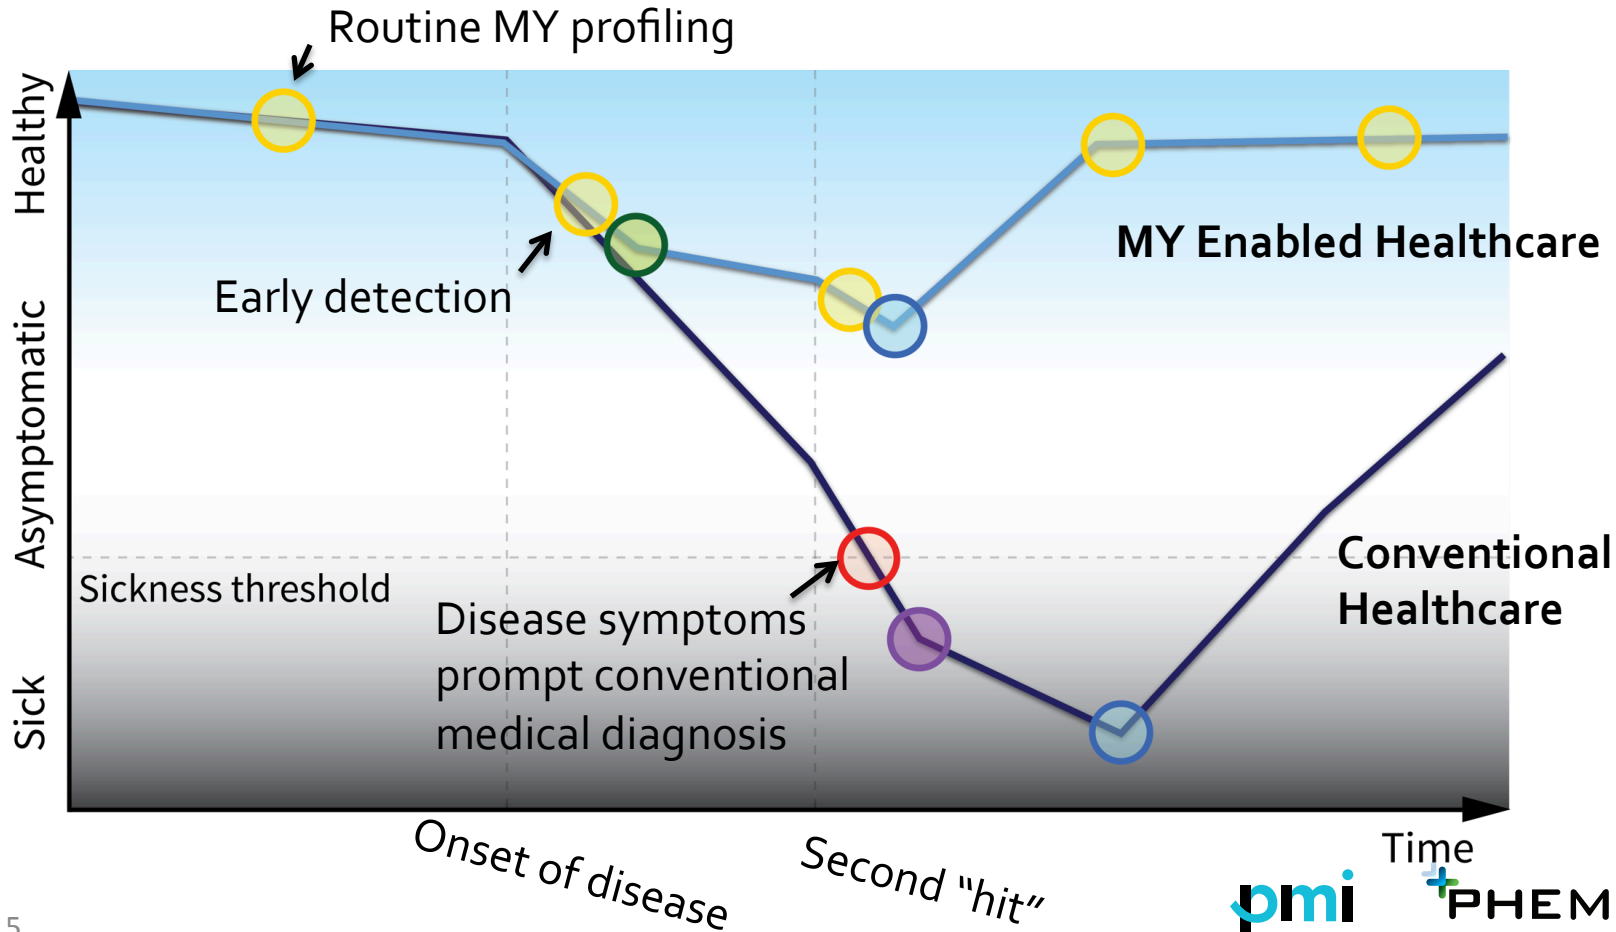 Routine MY profiling
Healthy
MY Enabled Healthcare
Early detection
Asymptomatic
Conventional
Healthcare
Sickness threshold
Disease symptoms
prompt conventional
medical diagnosis
Sick
Onset of disease
Second “hit”
Time
pmi
PHEM
5